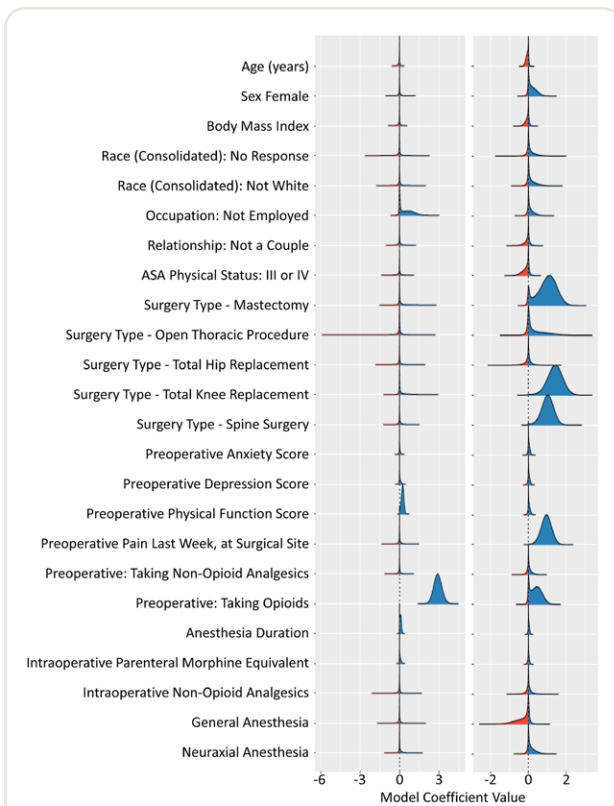 Age (years)
Sex Female
Body Mass Index
Race (Consolidated): No Response
Race (Consolidated): Not White
Occupation: Not Employed
Relationship: Not a Couple
ASA Physical Status: III or IV
Surgery Type - Mastectomy
Surgery Type - Open Thoracic Procedure
Surgery Type - Total Hip Replacement
Surgery Type - Total Knee Replacement
Surgery Type - Spine Surgery
Preoperative Anxiety Score
Preoperative Depression Score
Preoperative Physical Function Score
Preoperative Pain Last Week, at Surgical Site
Preoperative: Taking Non-Opioid Analgesics
Preoperative: Taking Opioids
Anesthesia Duration
Intraoperative Parenteral Morphine Equivalent
Intraoperative Non-Opioid Analgesics
General Anesthesia
Neuraxial Anesthesia
-6 -3 0 3 -2 0 2
Model Coefficient Value